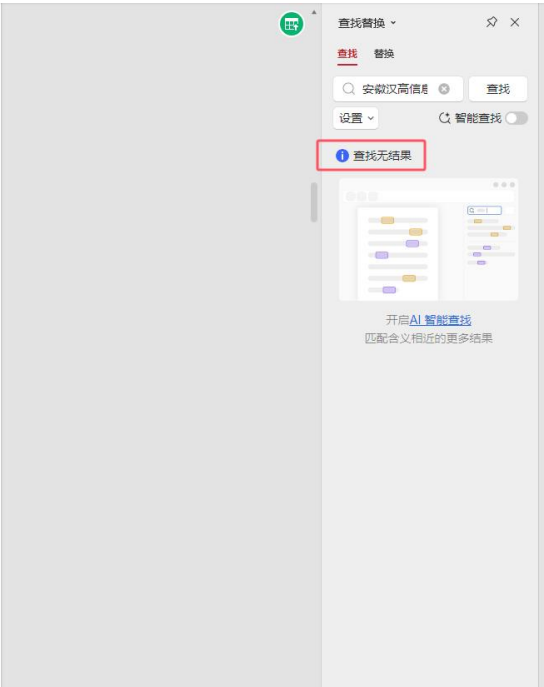 查找替换
查找 替换
安徽汉高信息 查找
设置 智能查找
查找无结果
开启AI 智能查找
匹配含义相近的更多结果